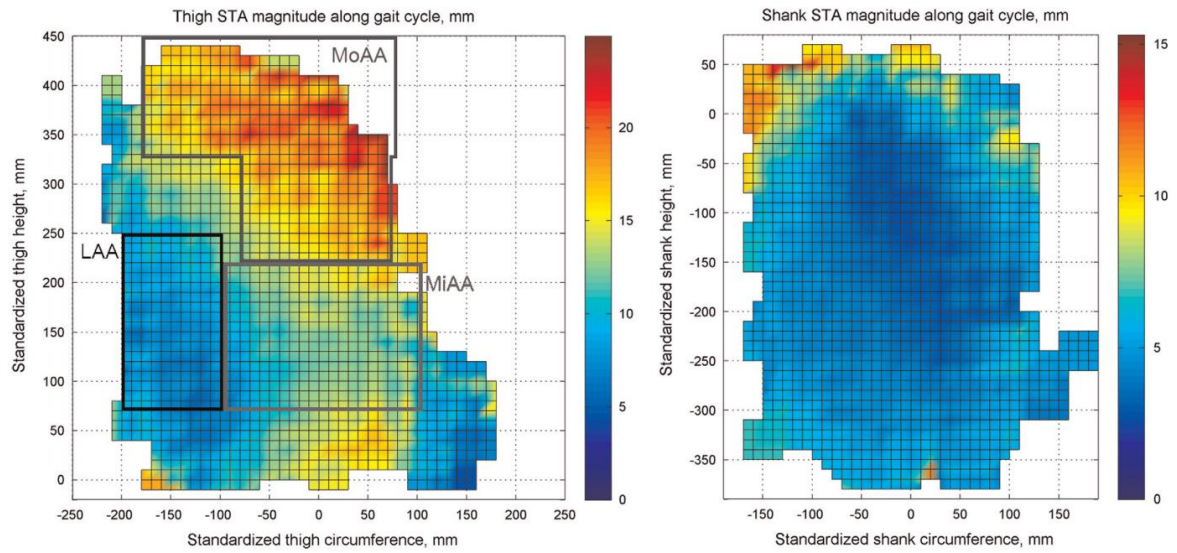 Thigh STA magnitude along gait cycle, mm
450
400
350
300
250
200
150
100
50
0
-250 -200 -150 -100 -50 0 50 100 150 200
Standardized thigh height, mm
Standardized thigh circumference, mm
MoAA
LAA
MiAA
20
15
10
5
0
Shank STA magnitude along gait cycle, mm
50
0
-50
-100
-150
-200
-250
-300
-350
-150 -100 -50 0 50 100 150
Standardized shank height, mm
Standardized shank circumference, mm
15
10
5
0